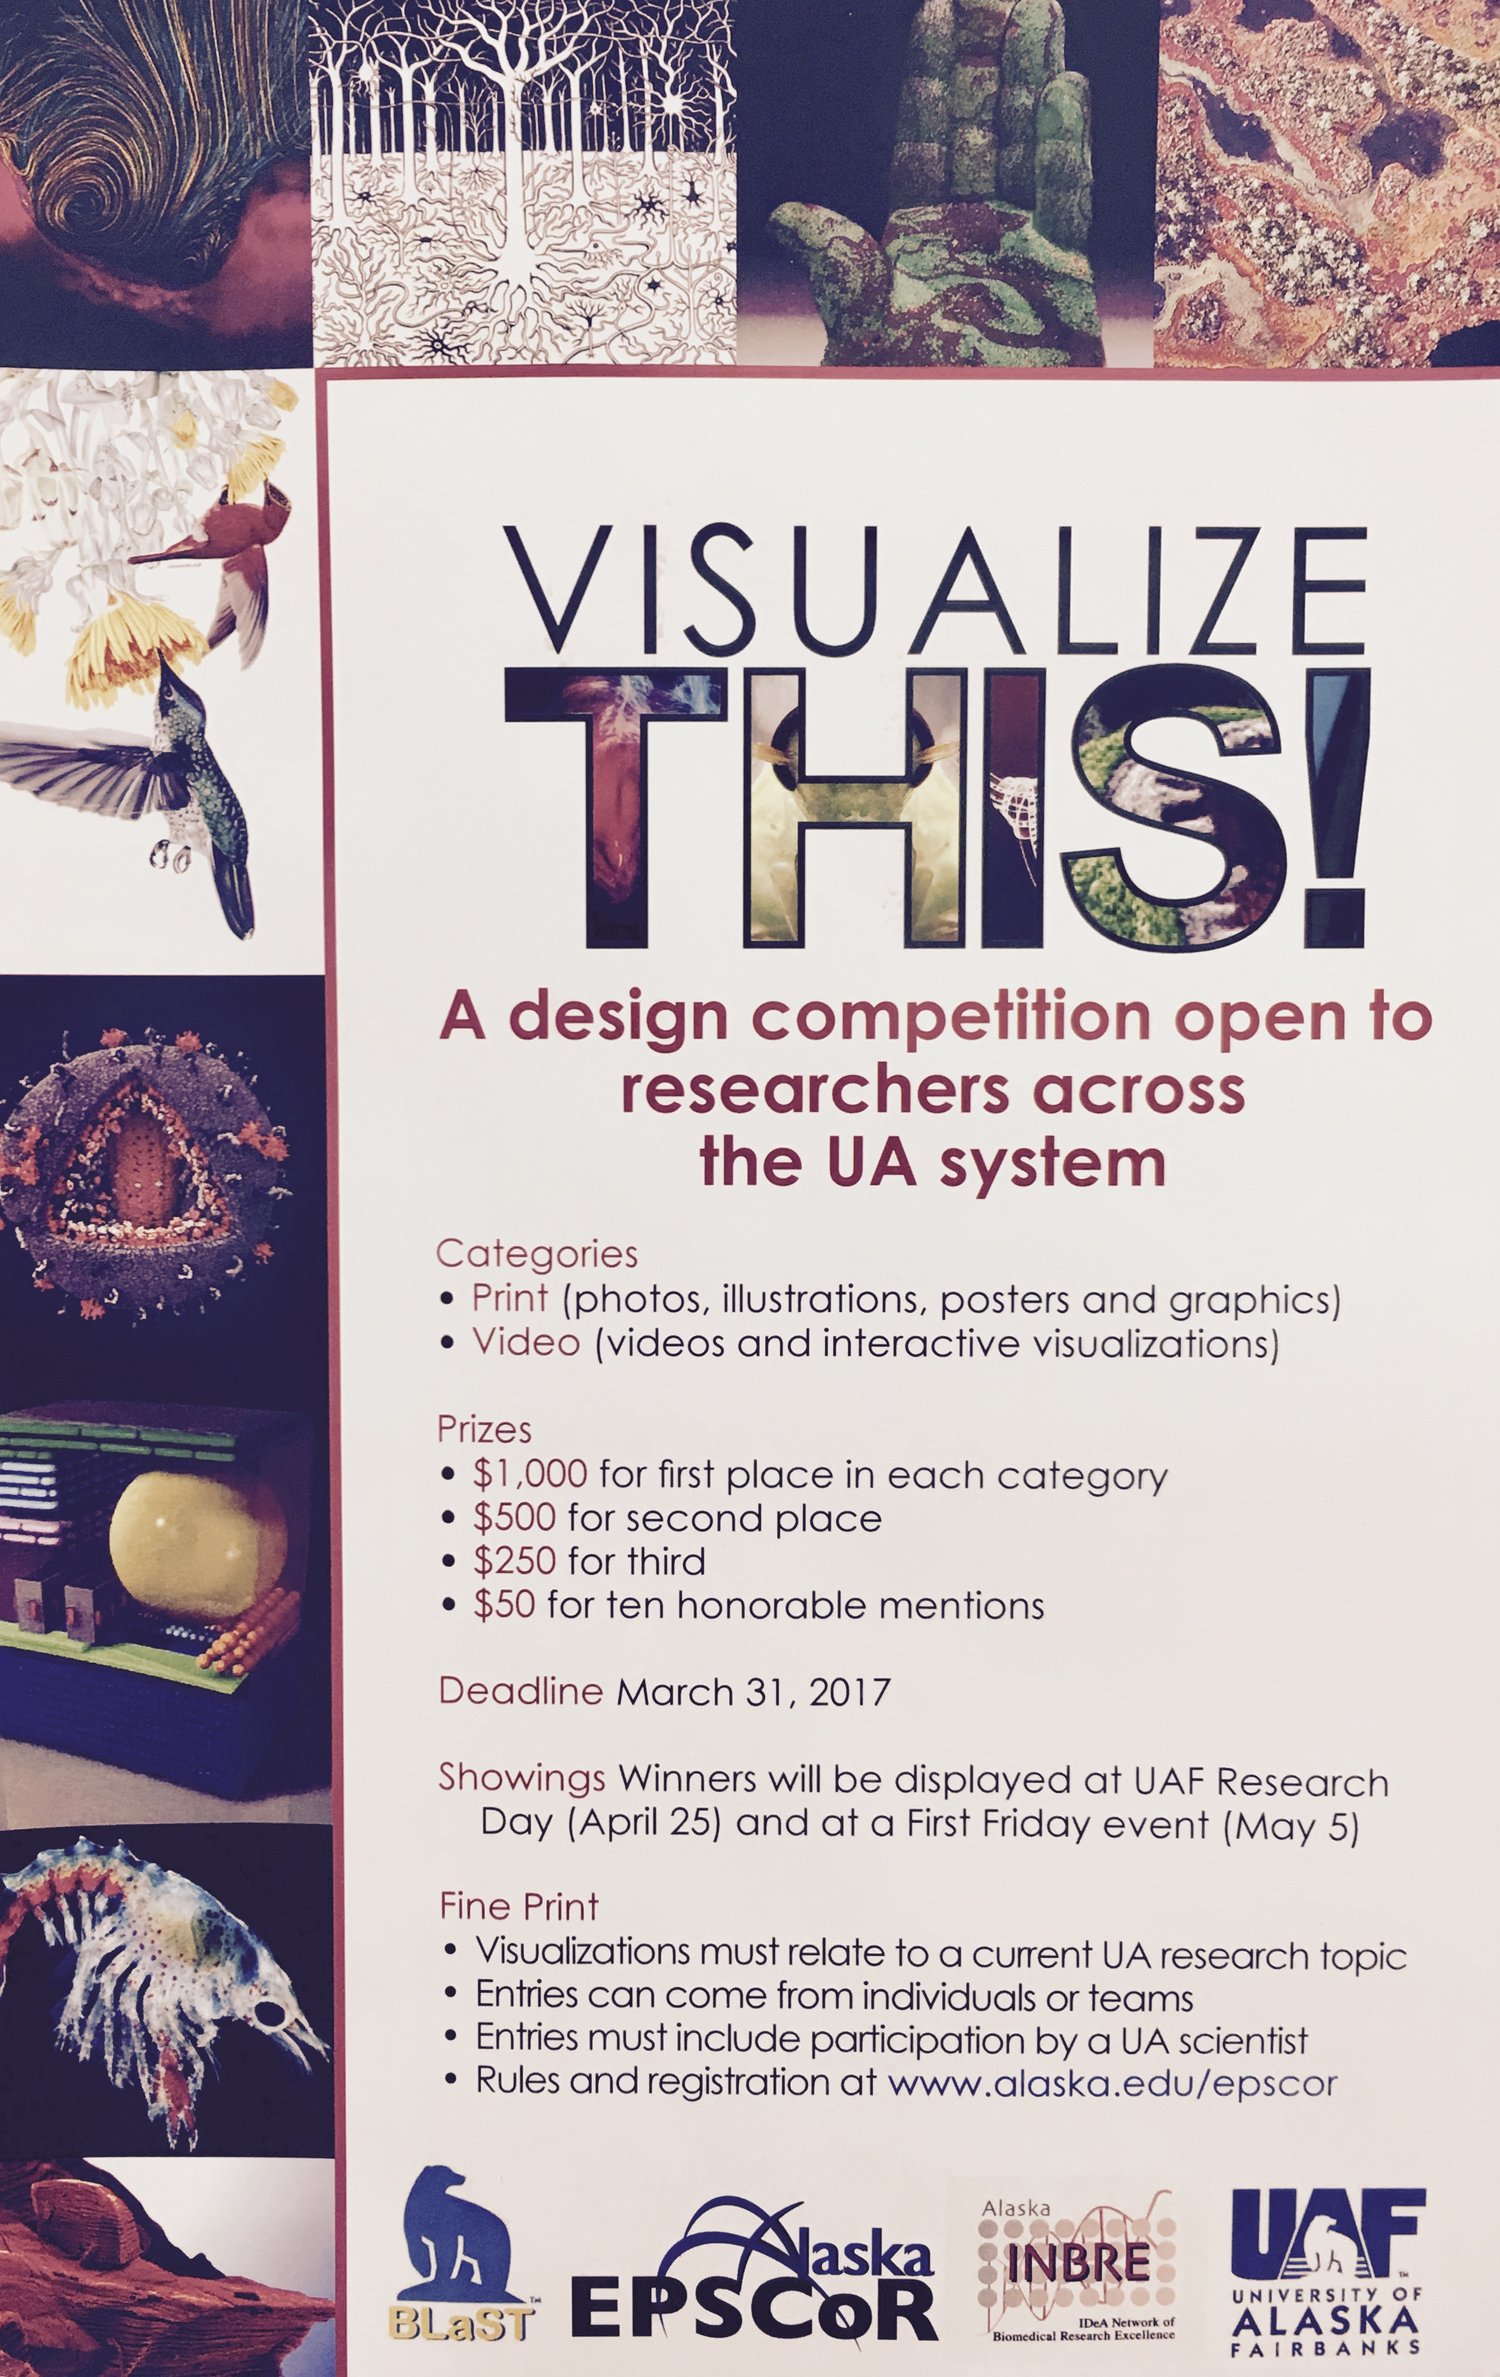 VISUALIZE
THIS!
A design competition open to
researchers across
the UA system
Categories
• Print (photos, illustrations, posters and graphics)
• Video (videos and interactive visualizations)
Prizes
• $1,000 for first place in each category
• $500 for second place
• $250 for third
• $50 for ten honorable mentions
Deadline March 31, 2017
Showings Winners will be displayed at UAF Research
Day (April 25) and at a First Friday event (May 5)
Fine Print
• Visualizations must relate to a current UA research topic
• Entries can come from individuals or teams
• Entries must include participation by a UA scientist
• Rules and registration at www.alaska.edu/epscor
BLaST™
Alaska
EPSCoR
Alaska
INBRE
IDeA Network of
Biomedical Research Excellence
UAF™
UNIVERSITY OF
ALASKA
FAIRBANKS